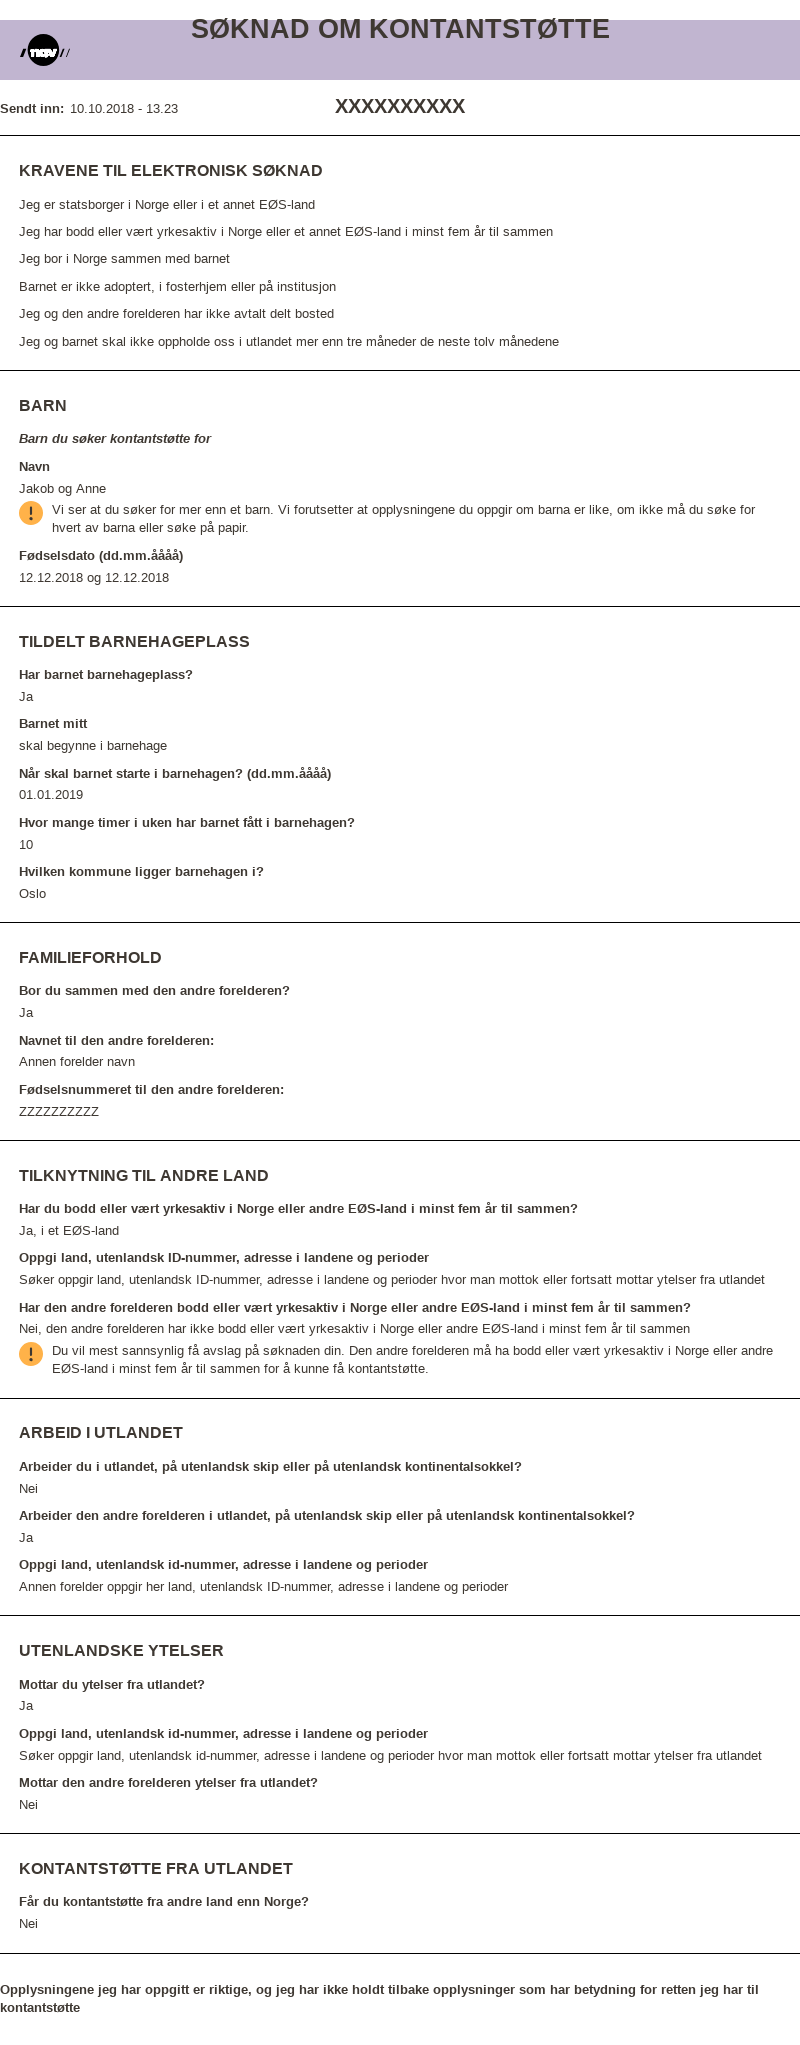 SØKNAD OM KONTANTSTØTTE
nav
Sendt inn: 10.10.2018 - 13.23
XXXXXXXXXX
KRAVENE TIL ELEKTRONISK SØKNAD
Jeg er statsborger i Norge eller i et annet EØS-land
Jeg har bodd eller vært yrkesaktiv i Norge eller et annet EØS-land i minst fem år til sammen
Jeg bor i Norge sammen med barnet
Barnet er ikke adoptert, i fosterhjem eller på institusjon
Jeg og den andre forelderen har ikke avtalt delt bosted
Jeg og barnet skal ikke oppholde oss i utlandet mer enn tre måneder de neste tolv månedene
BARN
Barn du søker kontantstøtte for
Navn
Jakob og Anne
Vi ser at du søker for mer enn et barn. Vi forutsetter at opplysningene du oppgir om barna er like, om ikke må du søke for
hvert av barna eller søke på papir.
Fødselsdato (dd.mm.åååå)
12.12.2018 og 12.12.2018
TILDELT BARNEHAGEPLASS
Har barnet barnehageplass?
Ja
Barnet mitt
skal begynne i barnehage
Når skal barnet starte i barnehagen? (dd.mm.åååå)
01.01.2019
Hvor mange timer i uken har barnet fått i barnehagen?
10
Hvilken kommune ligger barnehagen i?
Oslo
FAMILIEFORHOLD
Bor du sammen med den andre forelderen?
Ja
Navnet til den andre forelderen:
Annen forelder navn
Fødselsnummeret til den andre forelderen:
ZZZZZZZZZZ
TILKNYTNING TIL ANDRE LAND
Har du bodd eller vært yrkesaktiv i Norge eller andre EØS-land i minst fem år til sammen?
Ja, i et EØS-land
Oppgi land, utenlandsk ID-nummer, adresse i landene og perioder
Søker oppgir land, utenlandsk ID-nummer, adresse i landene og perioder hvor man mottok eller fortsatt mottar ytelser fra utlandet
Har den andre forelderen bodd eller vært yrkesaktiv i Norge eller andre EØS-land i minst fem år til sammen?
Nei, den andre forelderen har ikke bodd eller vært yrkesaktiv i Norge eller andre EØS-land i minst fem år til sammen
Du vil mest sannsynlig få avslag på søknaden din. Den andre forelderen må ha bodd eller vært yrkesaktiv i Norge eller andre
EØS-land i minst fem år til sammen for å kunne få kontantstøtte.
ARBEID I UTLANDET
Arbeider du i utlandet, på utenlandsk skip eller på utenlandsk kontinentalsokkel?
Nei
Arbeider den andre forelderen i utlandet, på utenlandsk skip eller på utenlandsk kontinentalsokkel?
Ja
Oppgi land, utenlandsk id-nummer, adresse i landene og perioder
Annen forelder oppgir her land, utenlandsk ID-nummer, adresse i landene og perioder
UTENLANDSKE YTELSER
Mottar du ytelser fra utlandet?
Ja
Oppgi land, utenlandsk id-nummer, adresse i landene og perioder
Søker oppgir land, utenlandsk id-nummer, adresse i landene og perioder hvor man mottok eller fortsatt mottar ytelser fra utlandet
Mottar den andre forelderen ytelser fra utlandet?
Nei
KONTANTSTØTTE FRA UTLANDET
Får du kontantstøtte fra andre land enn Norge?
Nei
Opplysningene jeg har oppgitt er riktige, og jeg har ikke holdt tilbake opplysninger som har betydning for retten jeg har til
kontantstøtte